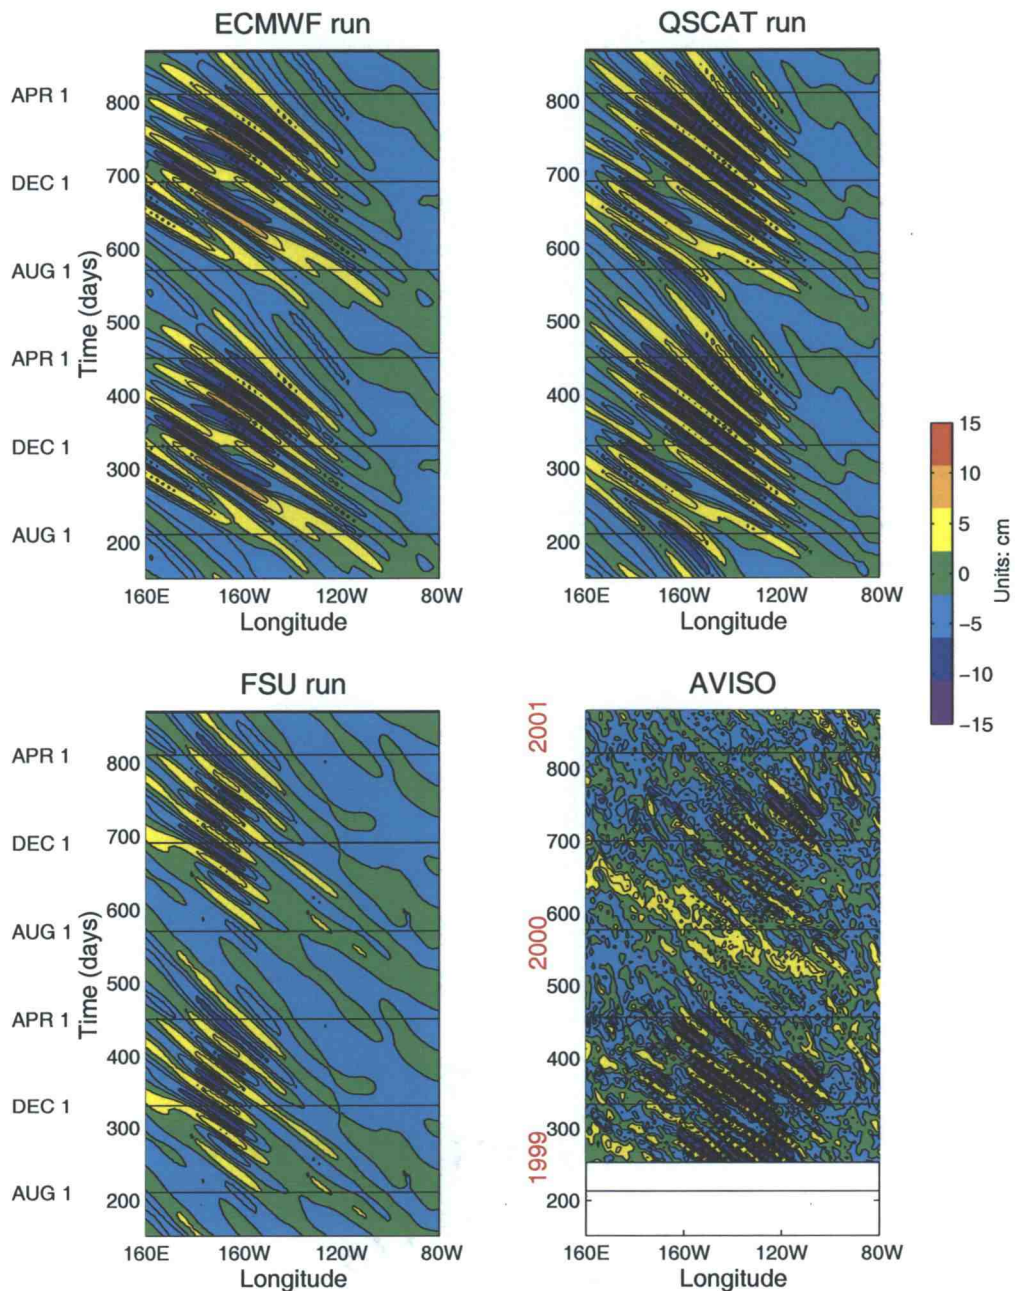 ECMWF run
QSCAT run
APR 1
DEC 1
AUG 1
APR 1
DEC 1
AUG 1
Time (days)
800
700
600
500
400
300
200
160E
160W
120W
80W
Longitude
800
700
600
500
400
300
200
160E
160W
120W
80W
Longitude
15
10
5
0
−5
−10
−15
Units: cm
FSU run
AVISO
APR 1
DEC 1
AUG 1
APR 1
DEC 1
AUG 1
Time (days)
800
700
600
500
400
300
200
160E
160W
120W
80W
Longitude
2001
2000
1999
800
700
600
500
400
300
200
160E
160W
120W
80W
Longitude